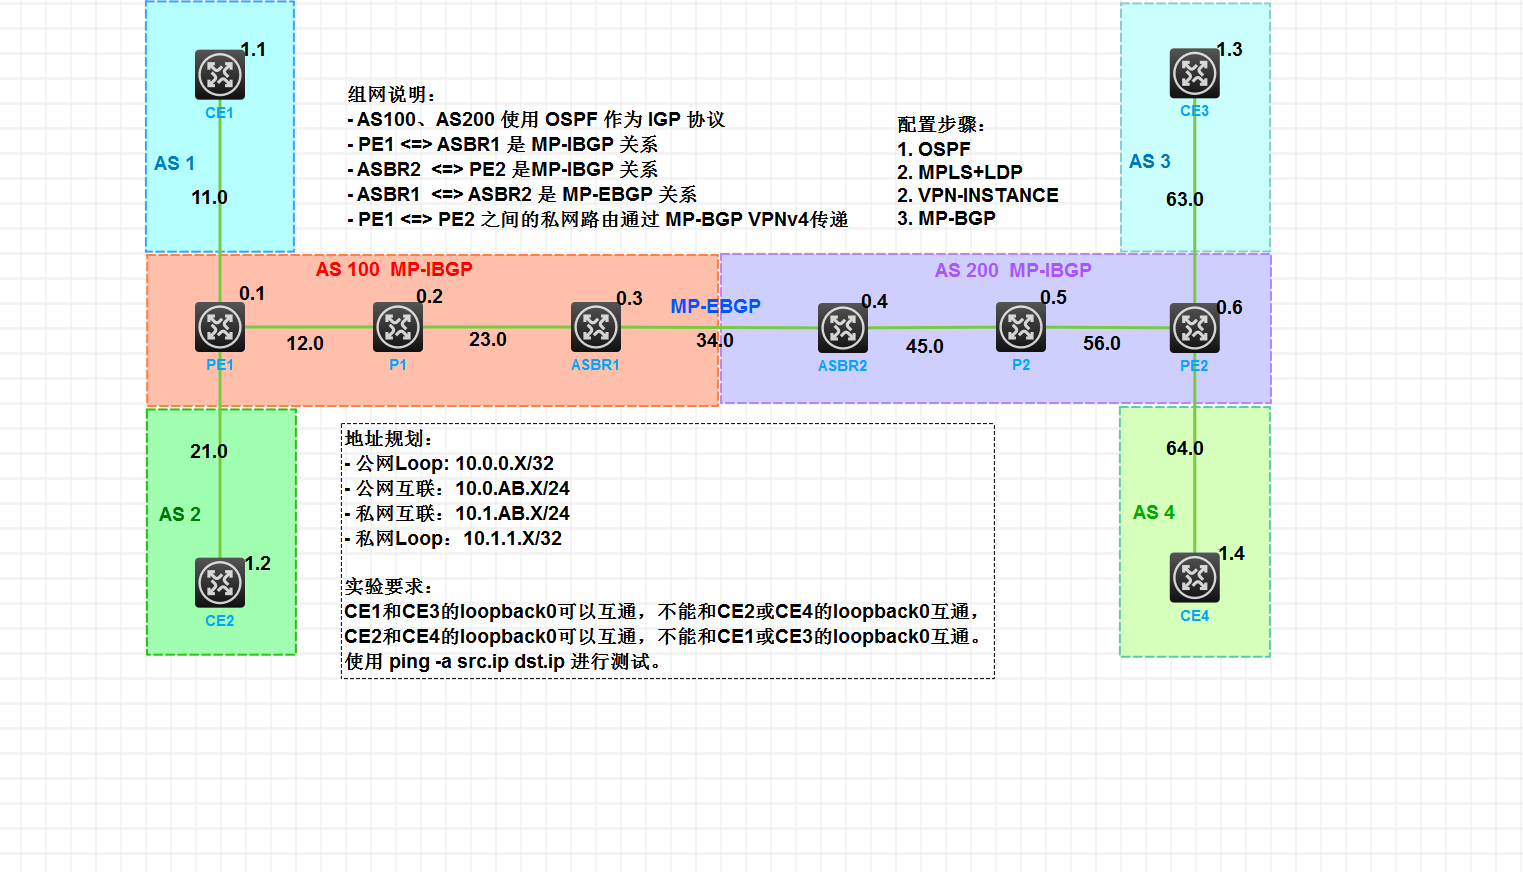 1.1
CE1
AS 1
11.0
组网说明：
- AS100、AS200 使用 OSPF 作为 IGP 协议
- PE1 <=> ASBR1 是 MP-IBGP 关系
- ASBR2  <=> PE2 是MP-IBGP 关系
- ASBR1  <=> ASBR2 是 MP-EBGP 关系
- PE1 <=> PE2 之间的私网路由通过 MP-BGP VPNv4传递
配置步骤：
1. OSPF
2. MPLS+LDP
2. VPN-INSTANCE
3. MP-BGP
1.3
CE3
AS 3
63.0
AS 100  MP-IBGP
0.1
PE1
12.0
0.2
P1
23.0
0.3
ASBR1
MP-EBGP
34.0
AS 200  MP-IBGP
0.4
ASBR2
45.0
0.5
P2
56.0
0.6
PE2
21.0
AS 2
1.2
CE2
地址规划：
- 公网Loop: 10.0.0.X/32
- 公网互联：10.0.AB.X/24
- 私网互联：10.1.AB.X/24
- 私网Loop：10.1.1.X/32
实验要求：
CE1和CE3的loopback0可以互通，不能和CE2或CE4的loopback0互通，
CE2和CE4的loopback0可以互通，不能和CE1或CE3的loopback0互通。
使用 ping -a src.ip dst.ip 进行测试。
64.0
AS 4
1.4
CE4